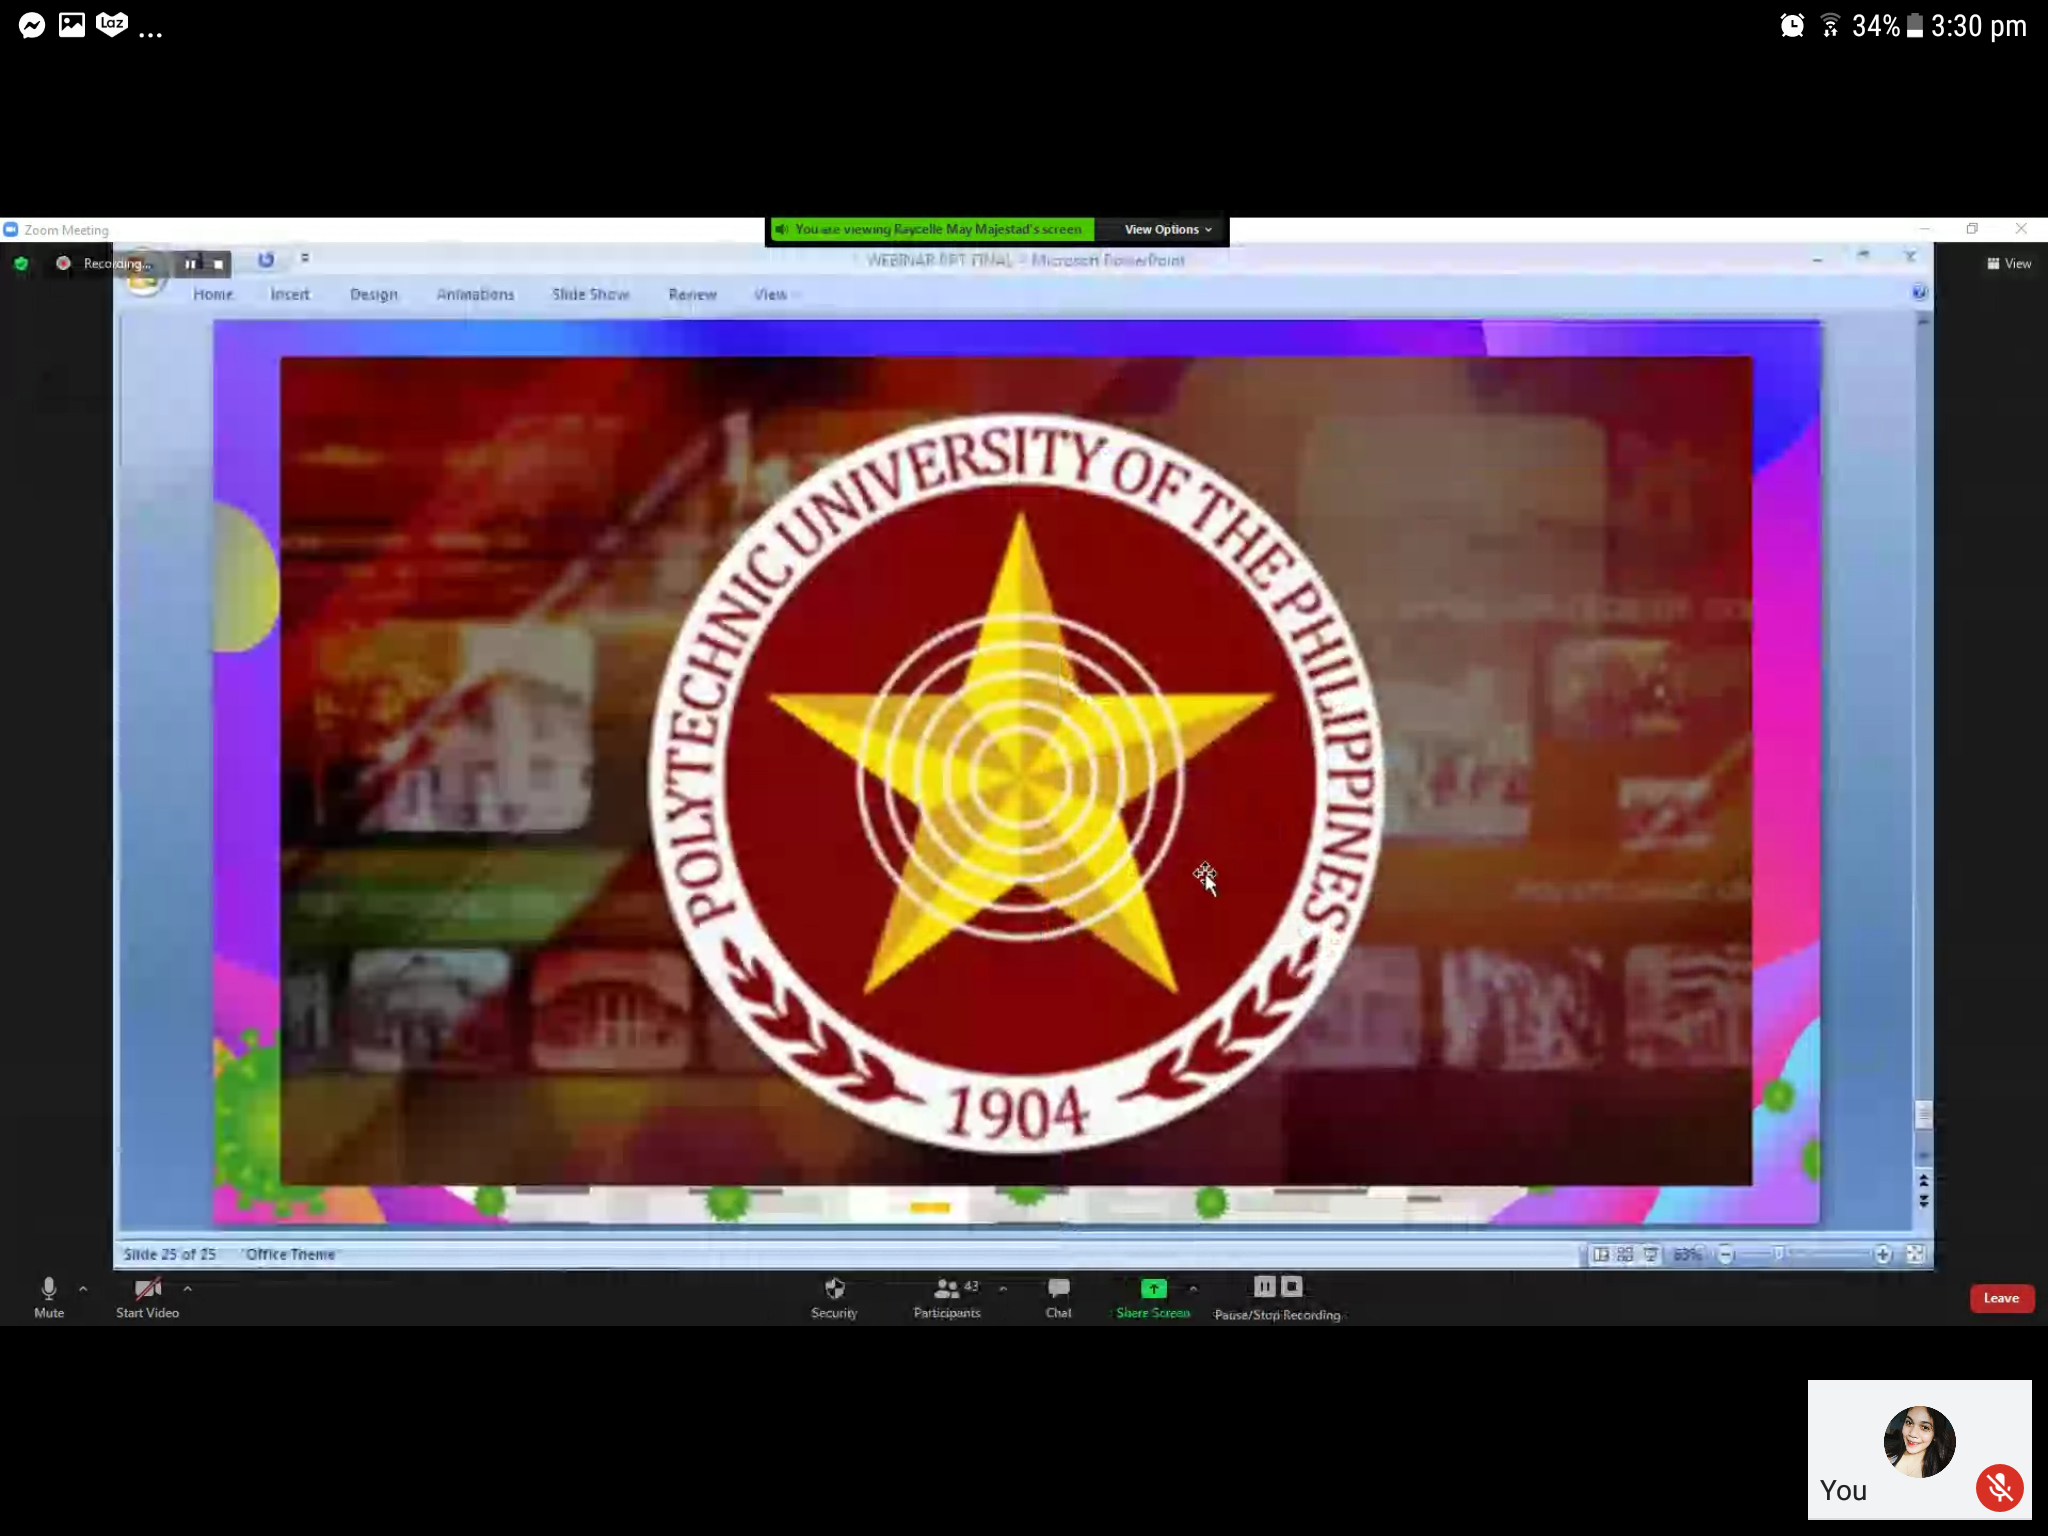 Laz
...
34%
3:30 pm
Zoom Meeting
You are viewing Raycelle May Majestad's screen
View Options
Recording...
WEBINAR PPT FINAL - Microsoft PowerPoint
View
Home
Insert
Design
Animations
Slide Show
Review
View
POLYTECHNIC UNIVERSITY OF THE PHILIPPINES
1904
Slide 25 of 25
"Office Theme"
63%
Mute
Start Video
Security
Participants
43
Chat
Share Screen
Pause/Stop Recording
Leave
You